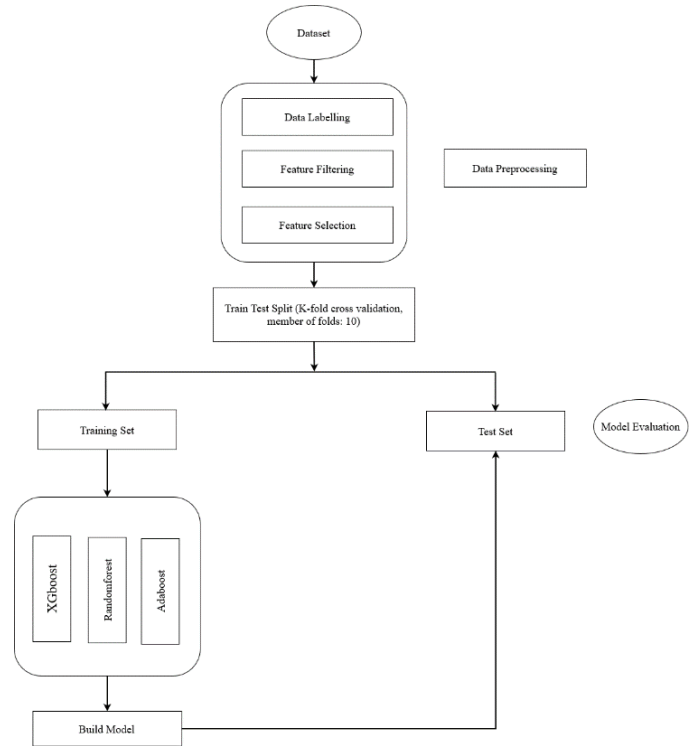 Dataset
Data Labelling
Feature Filtering
Data Preprocessing
Feature Selection
Train Test Split (K-fold cross validation,
member of folds: 10)
Training Set
Test Set
Model Evaluation
XGboost
Randomforest
Adaboost
Build Model